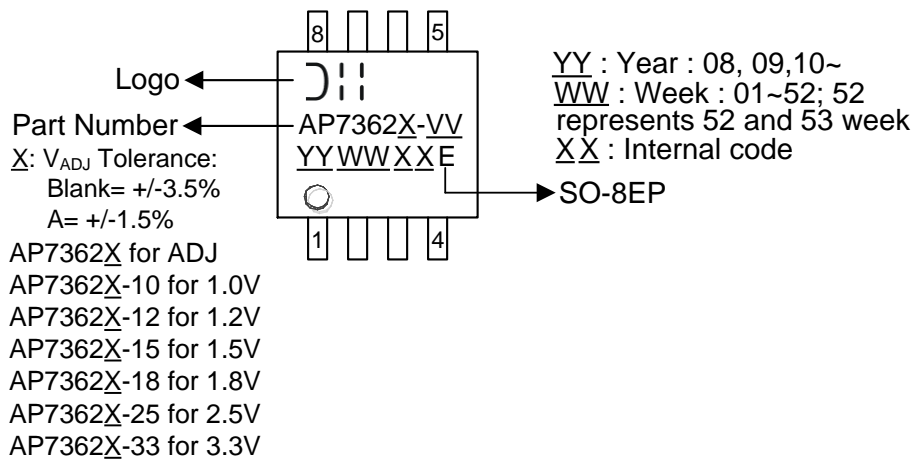 8 5
Logo
Part Number
X: VADJ Tolerance:
Blank= +/-3.5%
A= +/-1.5%
AP7362X for ADJ
AP7362X-10 for 1.0V
AP7362X-12 for 1.2V
AP7362X-15 for 1.5V
AP7362X-18 for 1.8V
AP7362X-25 for 2.5V
AP7362X-33 for 3.3V
AP7362X-VV
YY WW X X E
1 4
YY : Year : 08, 09,10~
WW : Week : 01~52; 52
represents 52 and 53 week
X X : Internal code
SO-8EP